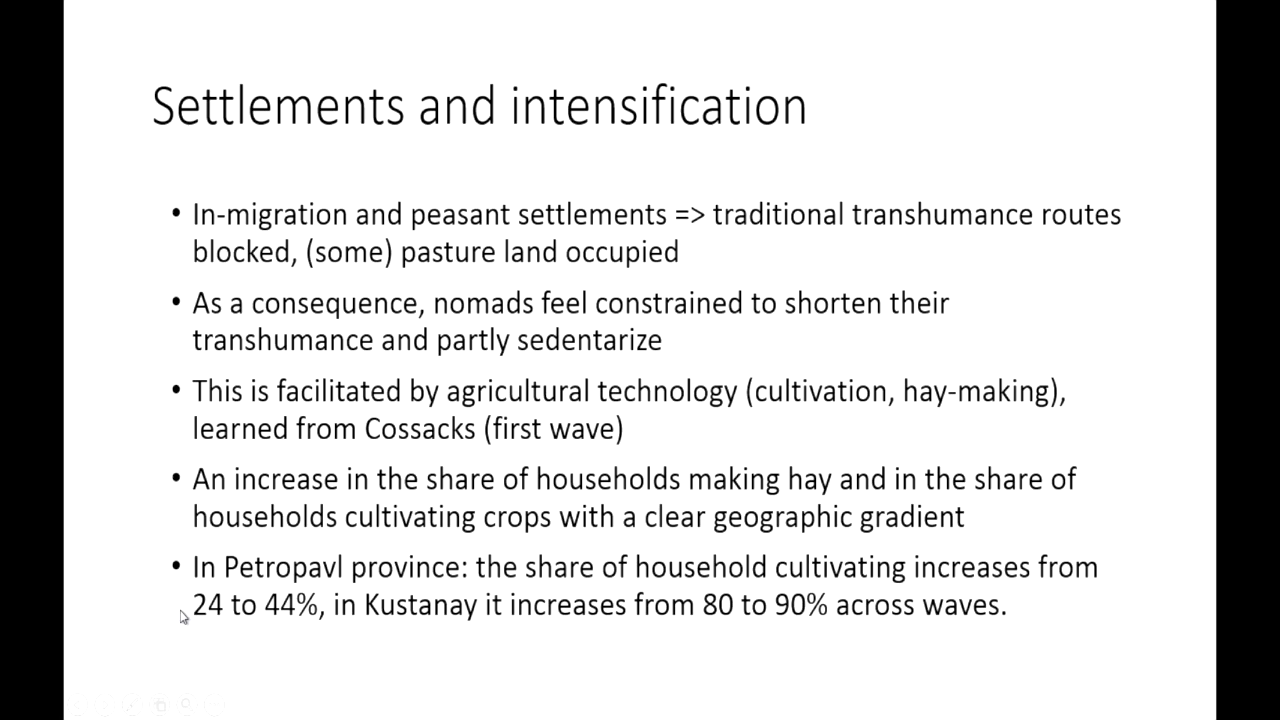 Settlements and intensification
• In-migration and peasant settlements => traditional transhumance routes
blocked, (some) pasture land occupied
• As a consequence, nomads feel constrained to shorten their
transhumance and partly sedentarize
• This is facilitated by agricultural technology (cultivation, hay-making),
learned from Cossacks (first wave)
• An increase in the share of households making hay and in the share of
households cultivating crops with a clear geographic gradient
• In Petropavl province: the share of household cultivating increases from
24 to 44%, in Kustanay it increases from 80 to 90% across waves.